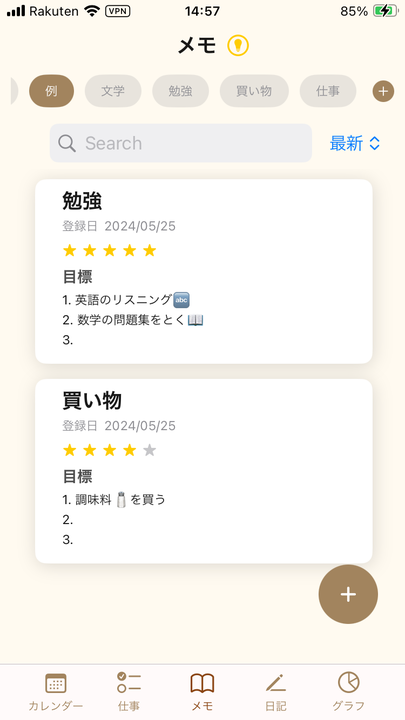 Rakuten VPN 14:57 85%
メモ
例 文学 勉強 買い物 仕事 +
Search 最新
勉強
登録日 2024/05/25
★★★★★
目標
1. 英語のリスニング🔤
2. 数学の問題集をとく📖
3.
買い物
登録日 2024/05/25
★★★★★
目標
1. 調味料🧂を買う
2.
3.
+
カレンダー 仕事 メモ 日記 グラフ